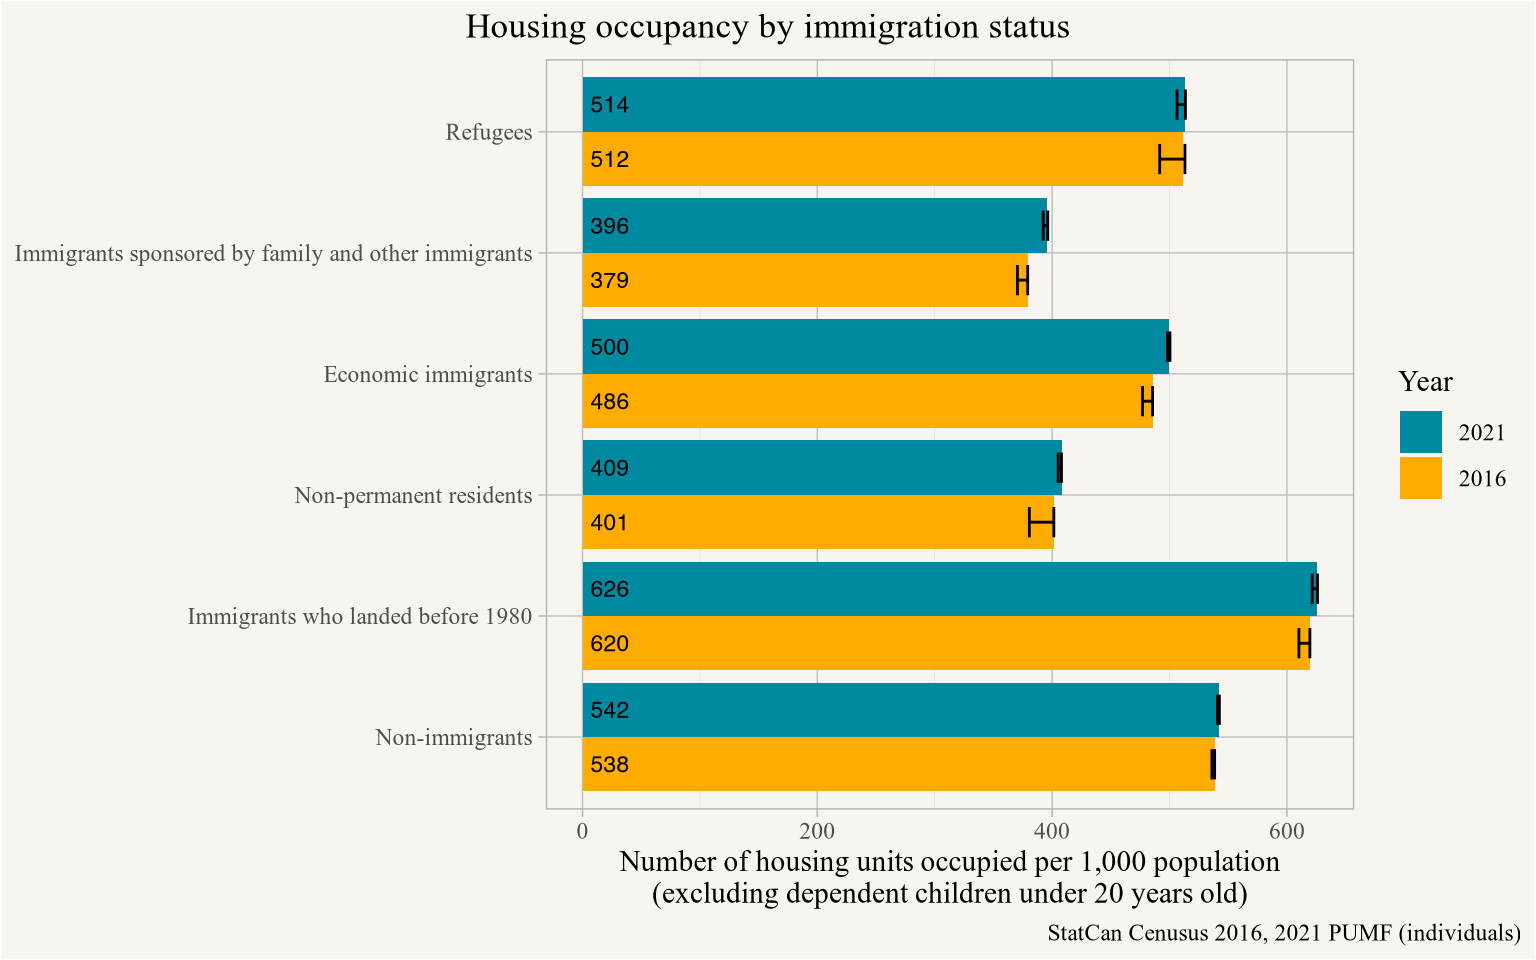 Housing occupancy by immigration status
Refugees
514
512
Immigrants sponsored by family and other immigrants
396
379
Economic immigrants
500
486
Non-permanent residents
409
401
Immigrants who landed before 1980
626
620
Non-immigrants
542
538
0 200 400 600
Number of housing units occupied per 1,000 population
(excluding dependent children under 20 years old)
Year
2021
2016
StatCan Cenusus 2016, 2021 PUMF (individuals)